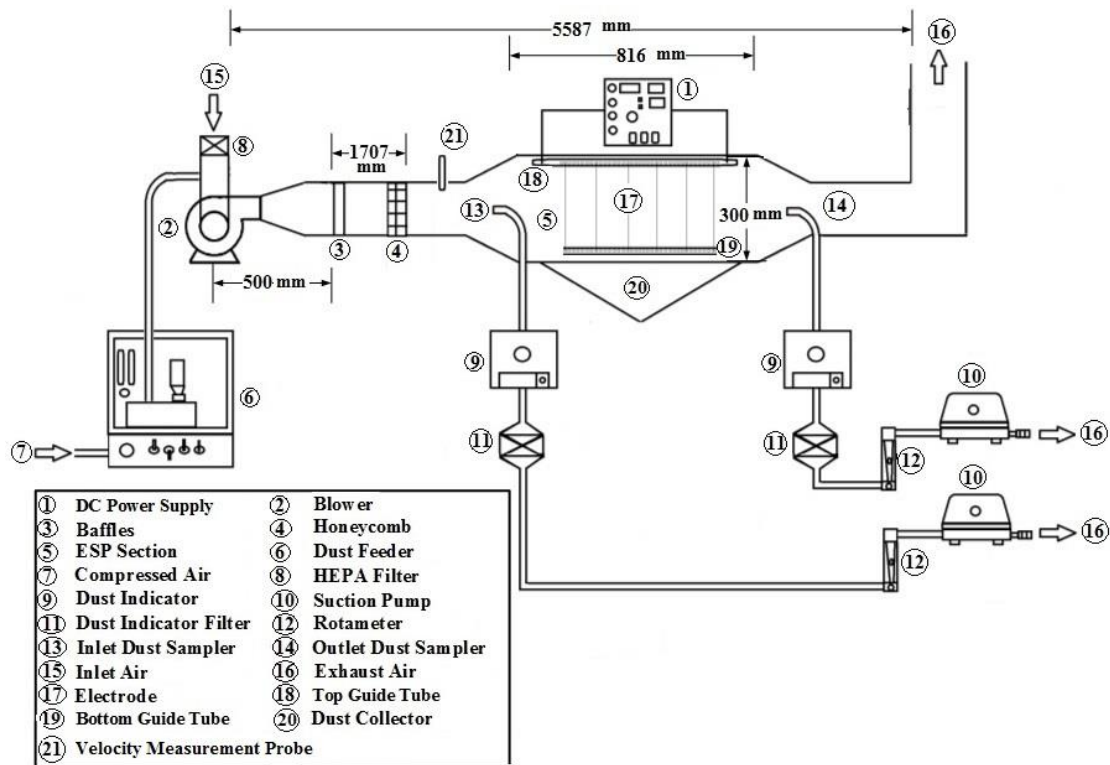 5587 mm
816 mm
⑯
⑮
①
⑧
㉑
1707
mm
⑱
⑰
⑬
⑤
300 mm
⑭
②
③
④
⑲
500 mm
⑳
⑨
⑨
⑥
⑩
⑦
⑪
⑪
⑯
⑫
⑩
⑯
⑫
① DC Power Supply ② Blower
③ Baffles ④ Honeycomb
⑤ ESP Section ⑥ Dust Feeder
⑦ Compressed Air ⑧ HEPA Filter
⑨ Dust Indicator ⑩ Suction Pump
⑪ Dust Indicator Filter ⑫ Rotameter
⑬ Inlet Dust Sampler ⑭ Outlet Dust Sampler
⑮ Inlet Air ⑯ Exhaust Air
⑰ Electrode ⑱ Top Guide Tube
⑲ Bottom Guide Tube ⑳ Dust Collector
㉑ Velocity Measurement Probe